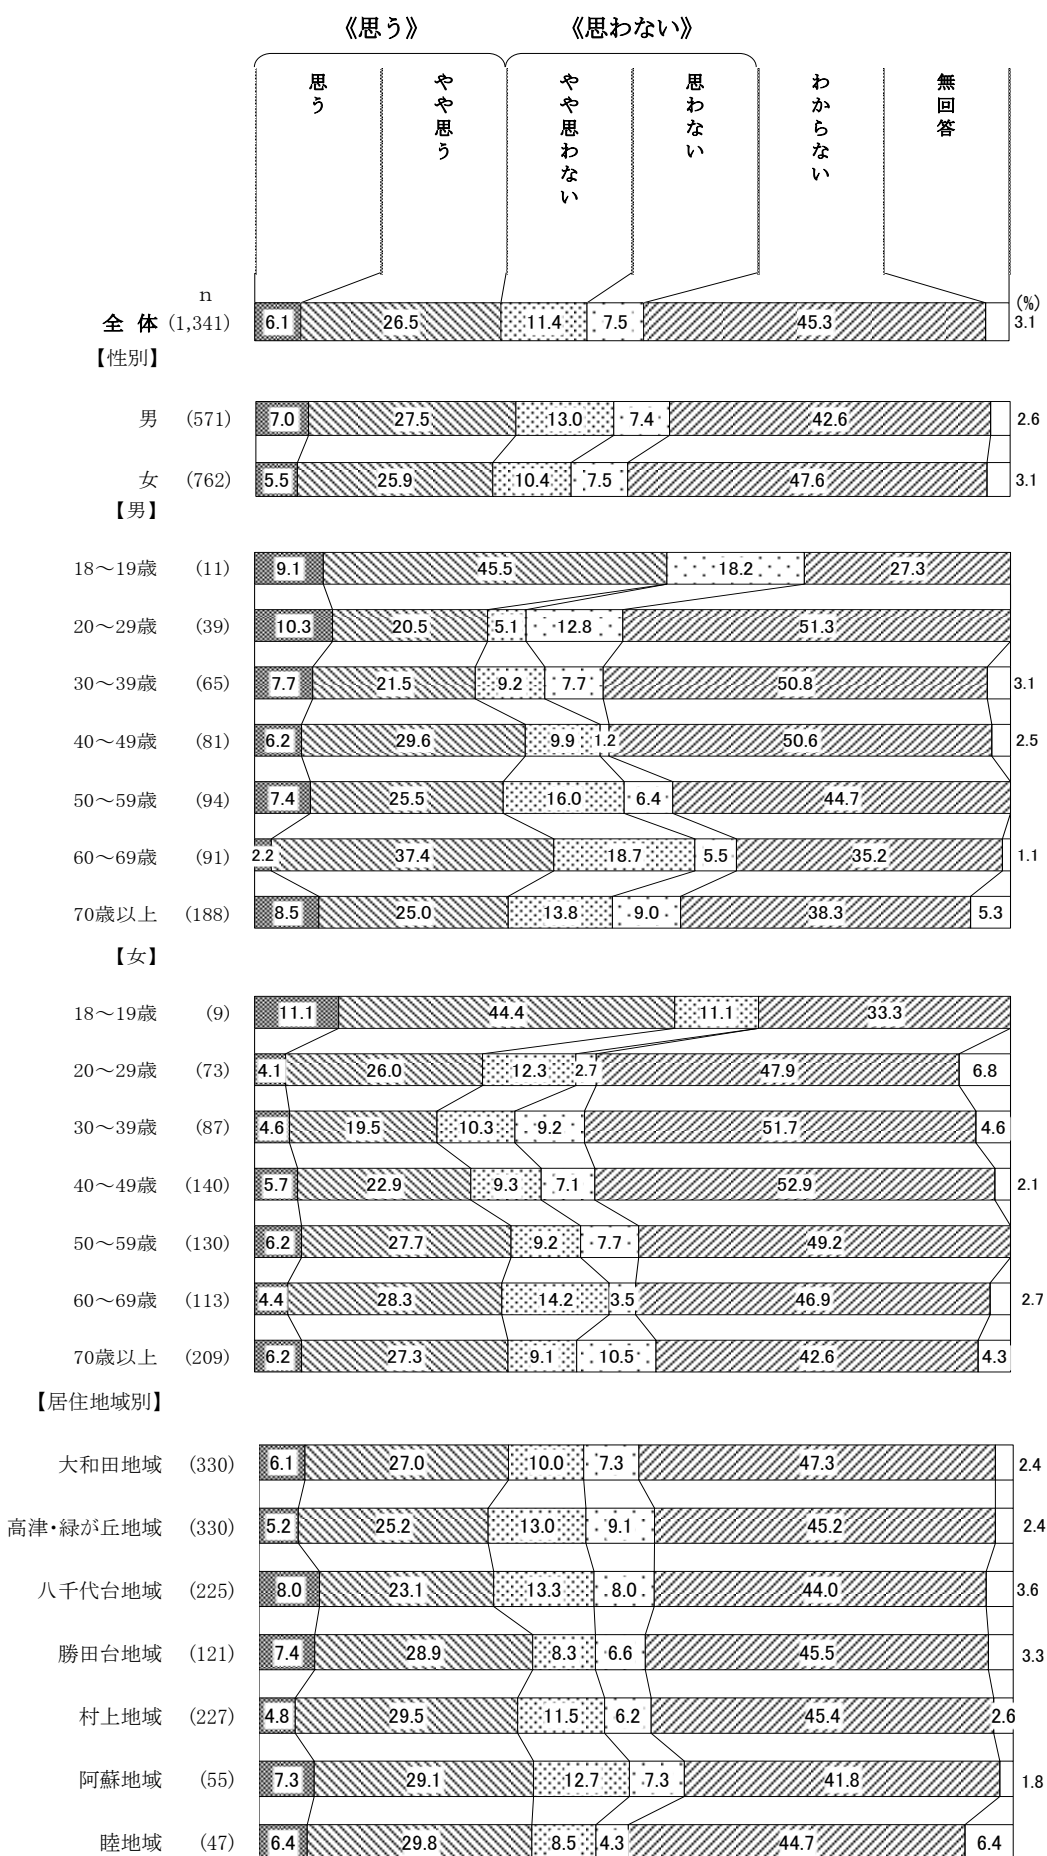 《思う》 《思わない》
思う やや思う やや思わない 思わない わからない 無回答
n
(%)
全体 (1,341) 6.1 26.5 11.4 7.5 45.3 3.1
【性別】
男 (571) 7.0 27.5 13.0 7.4 42.6 2.6
女 (762) 5.5 25.9 10.4 7.5 47.6 3.1
【男】
18～19歳 (11) 9.1 45.5 18.2 27.3
20～29歳 (39) 10.3 20.5 5.1 12.8 51.3
30～39歳 (65) 7.7 21.5 9.2 7.7 50.8 3.1
40～49歳 (81) 6.2 29.6 9.9 1.2 50.6 2.5
50～59歳 (94) 7.4 25.5 16.0 6.4 44.7
60～69歳 (91) 2.2 37.4 18.7 5.5 35.2 1.1
70歳以上 (188) 8.5 25.0 13.8 9.0 38.3 5.3
【女】
18～19歳 (9) 11.1 44.4 11.1 33.3
20～29歳 (73) 4.1 26.0 12.3 2.7 47.9 6.8
30～39歳 (87) 4.6 19.5 10.3 9.2 51.7 4.6
40～49歳 (140) 5.7 22.9 9.3 7.1 52.9 2.1
50～59歳 (130) 6.2 27.7 9.2 7.7 49.2
60～69歳 (113) 4.4 28.3 14.2 3.5 46.9 2.7
70歳以上 (209) 6.2 27.3 9.1 10.5 42.6 4.3
【居住地域別】
大和田地域 (330) 6.1 27.0 10.0 7.3 47.3 2.4
高津・緑が丘地域 (330) 5.2 25.2 13.0 9.1 45.2 2.4
八千代台地域 (225) 8.0 23.1 13.3 8.0 44.0 3.6
勝田台地域 (121) 7.4 28.9 8.3 6.6 45.5 3.3
村上地域 (227) 4.8 29.5 11.5 6.2 45.4 2.6
阿蘇地域 (55) 7.3 29.1 12.7 7.3 41.8 1.8
睦地域 (47) 6.4 29.8 8.5 4.3 44.7 6.4